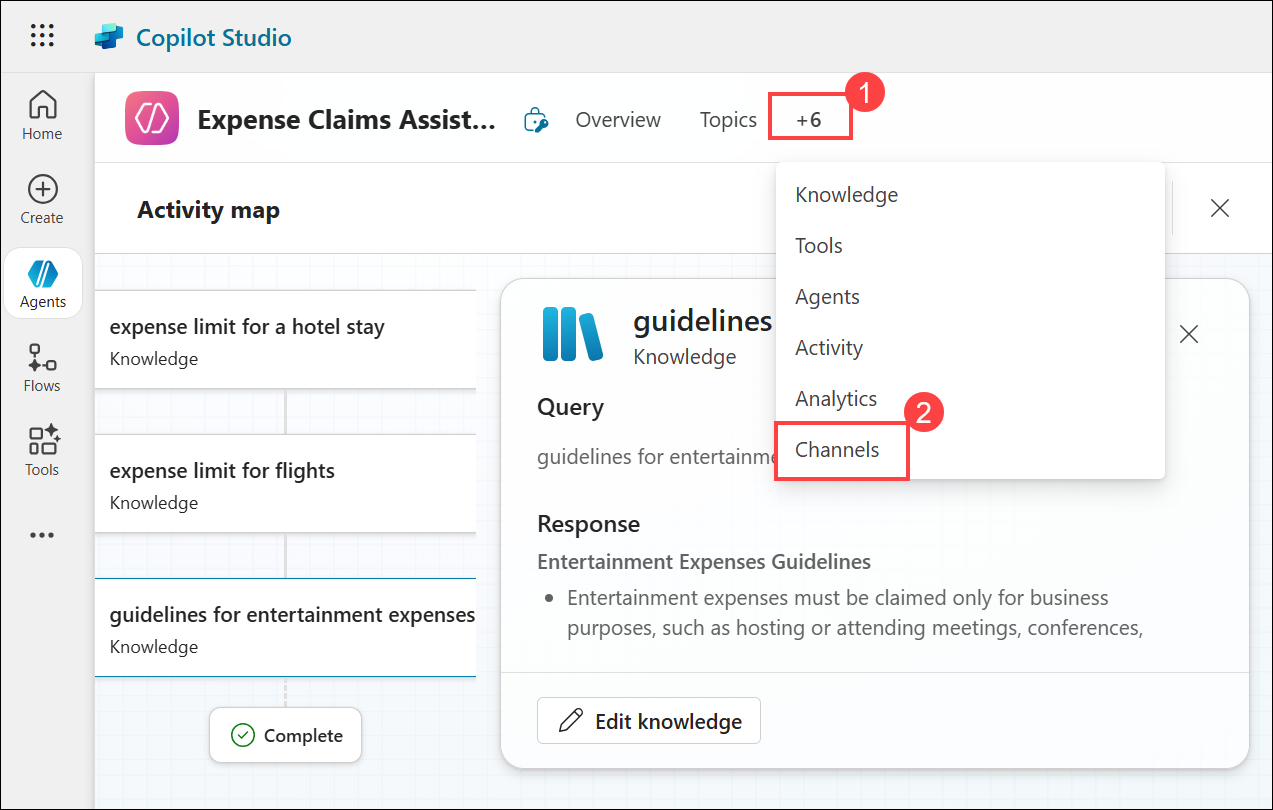 Copilot Studio
Home
Create
Agents
Flows
Tools
Expense Claims Assist...
Overview
Topics
+6
1
Activity map
Knowledge
Tools
Agents
Activity
Analytics
Channels
2
expense limit for a hotel stay
Knowledge
expense limit for flights
Knowledge
guidelines for entertainment expenses
Knowledge
Complete
guidelines
Knowledge
Query
guidelines for entertainme
Response
Entertainment Expenses Guidelines
• Entertainment expenses must be claimed only for business
purposes, such as hosting or attending meetings, conferences,
Edit knowledge